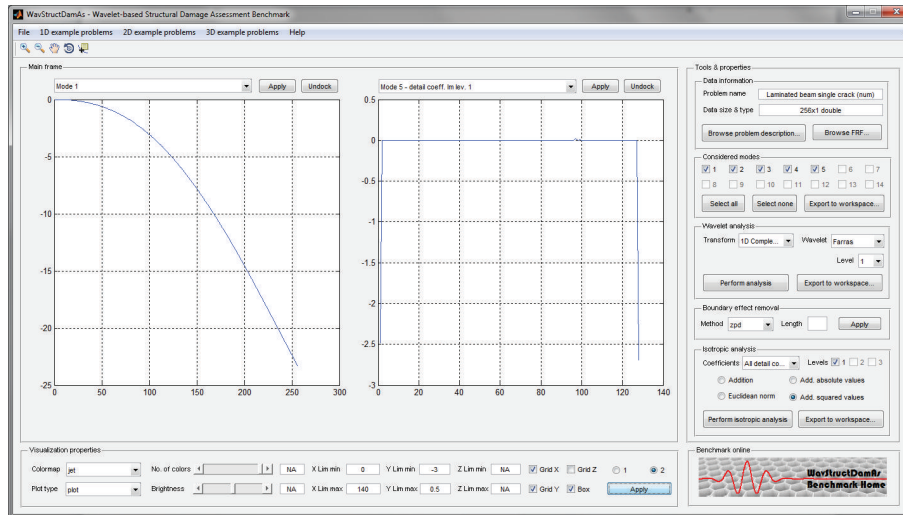 WavStructDamAs - Wavelet-based Structural Damage Assessment Benchmark
File 1D example problems 2D example problems 3D example problems Help
Main frame
Mode 1 Apply Undock
Mode 5 - detail coeff. Im lev. 1 Apply Undock
0
-5
-10
-15
-20
-25
0 50 100 150 200 250 300
0.5
0
-0.5
-1
-1.5
-2
-2.5
-3
0 20 40 60 80 100 120 140
Tools & properties
Data information
Problem name Laminated beam single crack (num)
Data size & type 256x1 double
Browse problem description... Browse FRF...
Considered modes
1 2 3 4 5 6 7
8 9 10 11 12 13 14
Select all Select none Export to workspace...
Wavelet analysis
Transform 1D Comple... Wavelet Farras
Level 1
Perform analysis Export to workspace...
Boundary effect removal
Method zpd Length Apply
Isotropic analysis
Coefficients All detail co... Levels 1 2 3
Addition Add. absolute values
Euclidean norm Add. squared values
Perform isotropic analysis Export to workspace...
Visualization properties
Colormap jet No. of colors NA X Lim min 0 Y Lim min -3 Z Lim min NA Grid X Grid Z 1 2
Plot type plot Brightness NA X Lim max 140 Y Lim max 0.5 Z Lim max NA Grid Y Box Apply
Benchmark online
WavStructDamAs
Benchmark Home